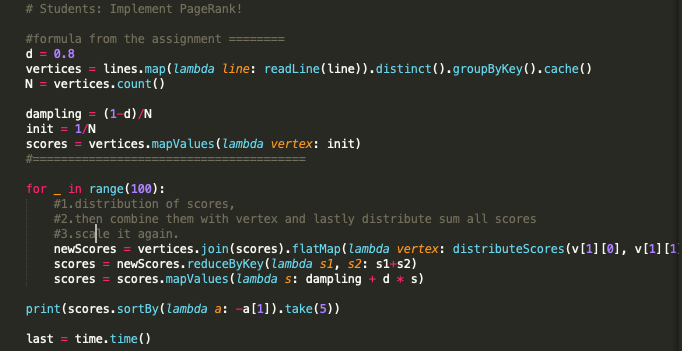 # Students: Implement PageRank!
#formula from the assignment ========
d = 0.8
vertices = lines.map(lambda line: readLine(line)).distinct().groupByKey().cache()
N = vertices.count()
dampling = (1-d)/N
init = 1/N
scores = vertices.mapValues(lambda vertex: init)
#=======================================
for _ in range(100):
#1.distribution of scores,
#2.then combine them with vertex and lastly distribute sum all scores
#3.scale it again.
newScores = vertices.join(scores).flatMap(lambda vertex: distributeScores(v[1][0], v[1][1
scores = newScores.reduceByKey(lambda s1, s2: s1+s2)
scores = scores.mapValues(lambda s: dampling + d * s)
print(scores.sortBy(lambda a: -a[1]).take(5))
last = time.time()